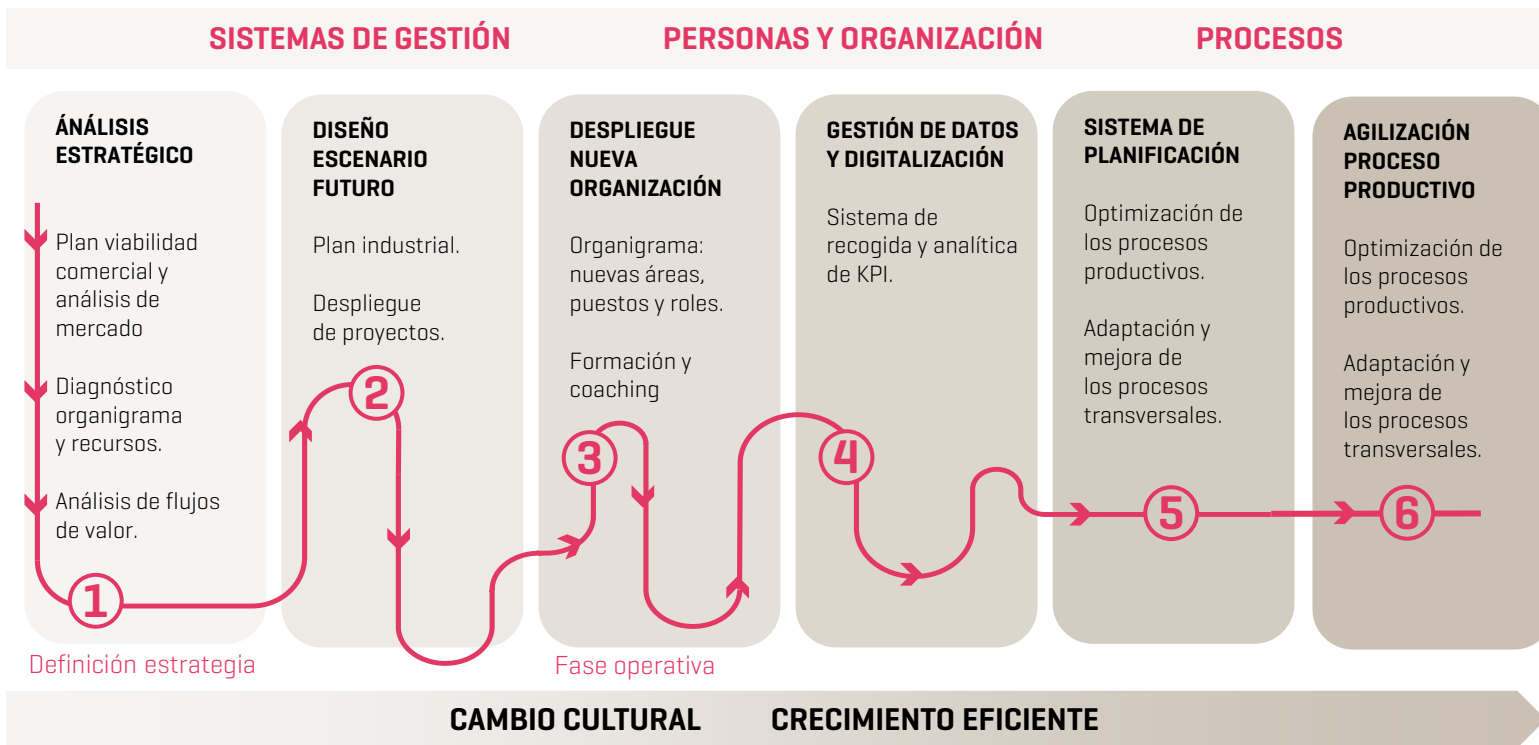 SISTEMAS DE GESTIÓN
PERSONAS Y ORGANIZACIÓN
PROCESOS
ÁNÁLISIS
ESTRATÉGICO
Plan viabilidad
comercial y
análisis de
mercado
Diagnóstico
organigrama
y recursos.
Análisis de flujos
de valor.
1
DISEÑO
ESCENARIO
FUTURO
Plan industrial.
Despliegue
de proyectos.
2
DESPLIEGUE
NUEVA
ORGANIZACIÓN
Organigrama:
nuevas áreas,
puestos y roles.
Formación y
coaching
3
GESTIÓN DE DATOS
Y DIGITALIZACIÓN
Sistema de
recogida y analítica
de KPI.
4
SISTEMA DE
PLANIFICACIÓN
Optimización de
los procesos
productivos.
Adaptación y
mejora de
los procesos
transversales.
5
AGILIZACIÓN
PROCESO
PRODUCTIVO
Optimización de
los procesos
productivos.
Adaptación y
mejora de
los procesos
transversales.
6
Definición estrategia
Fase operativa
CAMBIO CULTURAL
CRECIMIENTO EFICIENTE